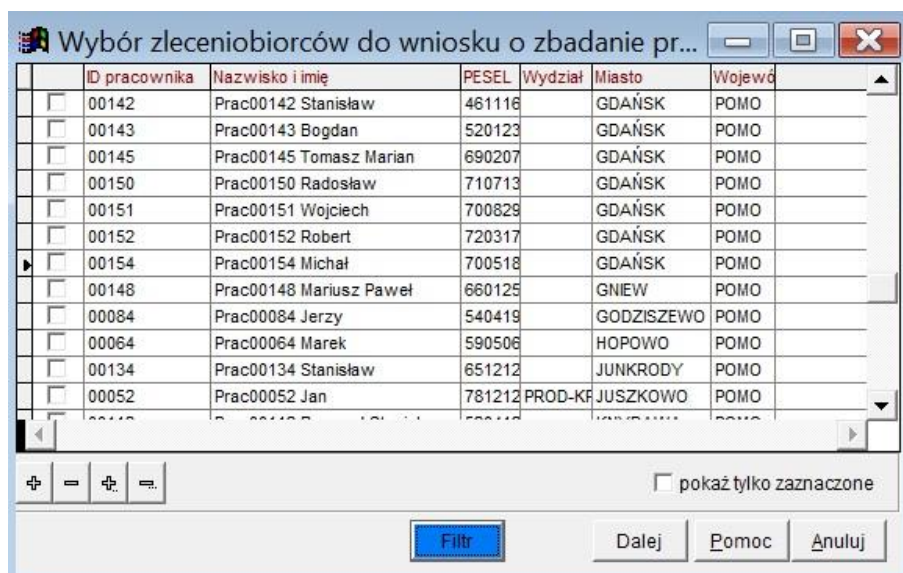 Wybór zleceniobiorców do wniosku o zbadanie pr...
ID pracownika Nazwisko i imię PESEL Wydział Miasto Wojewó
00142 Prac00142 Stanisław 461116 GDAŃSK POMO
00143 Prac00143 Bogdan 520123 GDAŃSK POMO
00145 Prac00145 Tomasz Marian 690207 GDAŃSK POMO
00150 Prac00150 Radosław 710713 GDAŃSK POMO
00151 Prac00151 Wojciech 700829 GDAŃSK POMO
00152 Prac00152 Robert 720317 GDAŃSK POMO
00154 Prac00154 Michał 700518 GDAŃSK POMO
00148 Prac00148 Mariusz Paweł 660125 GNIEW POMO
00084 Prac00084 Jerzy 540419 GODZISZEWO POMO
00064 Prac00064 Marek 590506 HOPOWO POMO
00134 Prac00134 Stanisław 651212 JUNKRODY POMO
00052 Prac00052 Jan 781212 PROD-KF JUSZKOWO POMO
pokaż tylko zaznaczone
Filtr Dalej Pomoc Anuluj